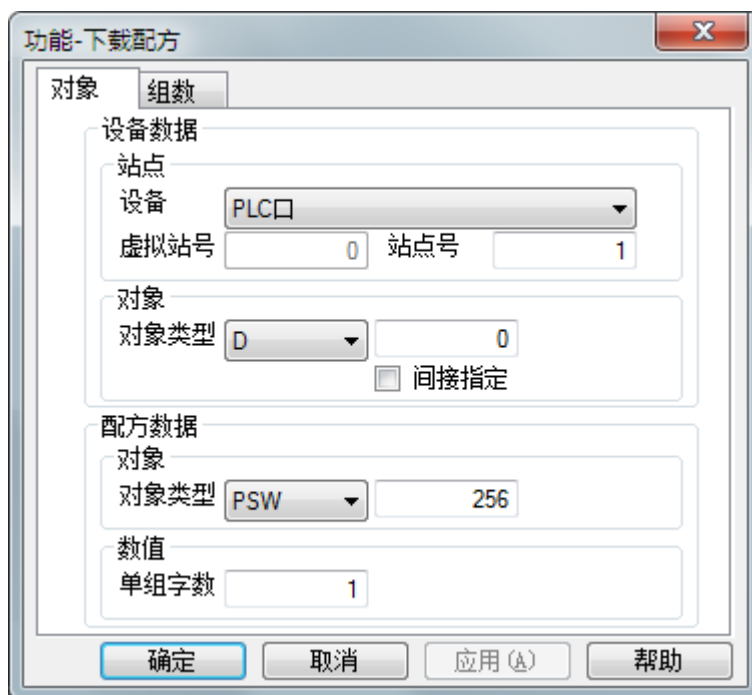 功能-下载配方
对象 组数
设备数据
站点
设备 PLC口
虚拟站号 0 站点号 1
对象
对象类型 D 0
间接指定
配方数据
对象
对象类型 PSW 256
数值
单组字数 1
确定 取消 应用(A) 帮助